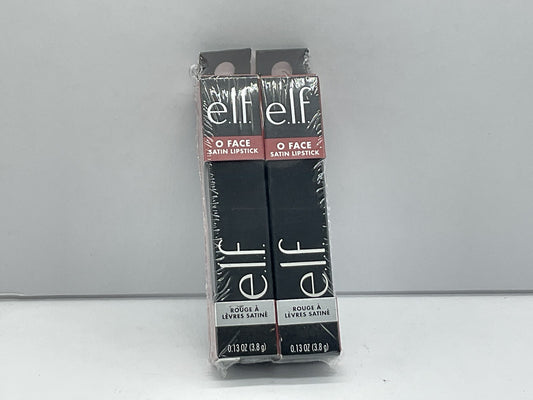 e.l.f.
O FACE
SATIN LIPSTICK
e.l.f.
ROUGE À
LÈVRES SATINÉ
0.13 OZ (3.8 g)
e.l.f.
O FACE
SATIN LIPSTICK
e.l.f.
ROUGE À
LÈVRES SATINÉ
0.13 OZ (3.8 g)